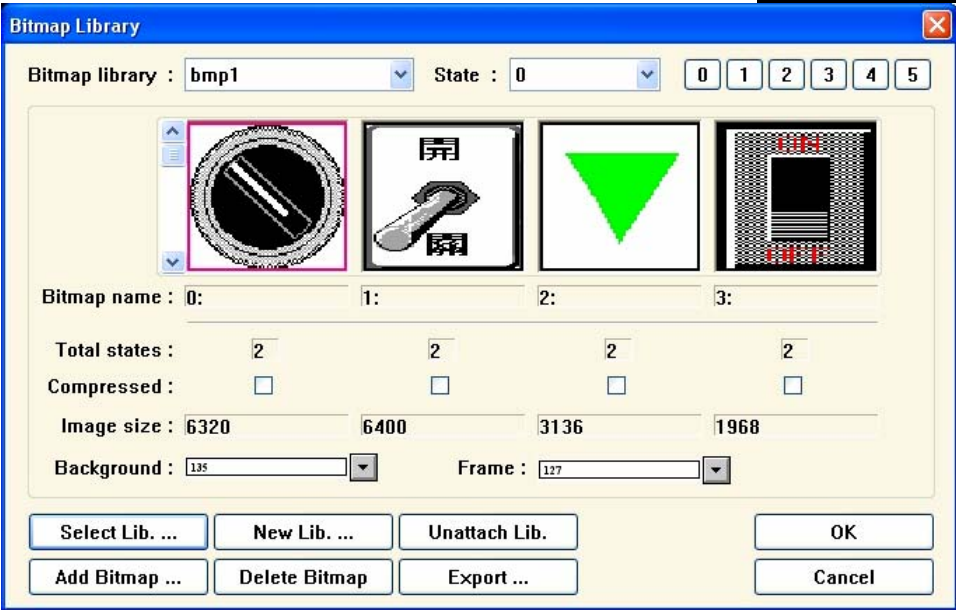 Bitmap Library
Bitmap library : bmp1 State : 0 0 1 2 3 4 5
開
關
ON
OFF
Bitmap name : 0: 1: 2: 3:
Total states : 2 2 2 2
Compressed :
Image size : 6320 6400 3136 1968
Background : 135 Frame : 127
Select Lib. ... New Lib. ... Unattach Lib. OK
Add Bitmap ... Delete Bitmap Export ... Cancel